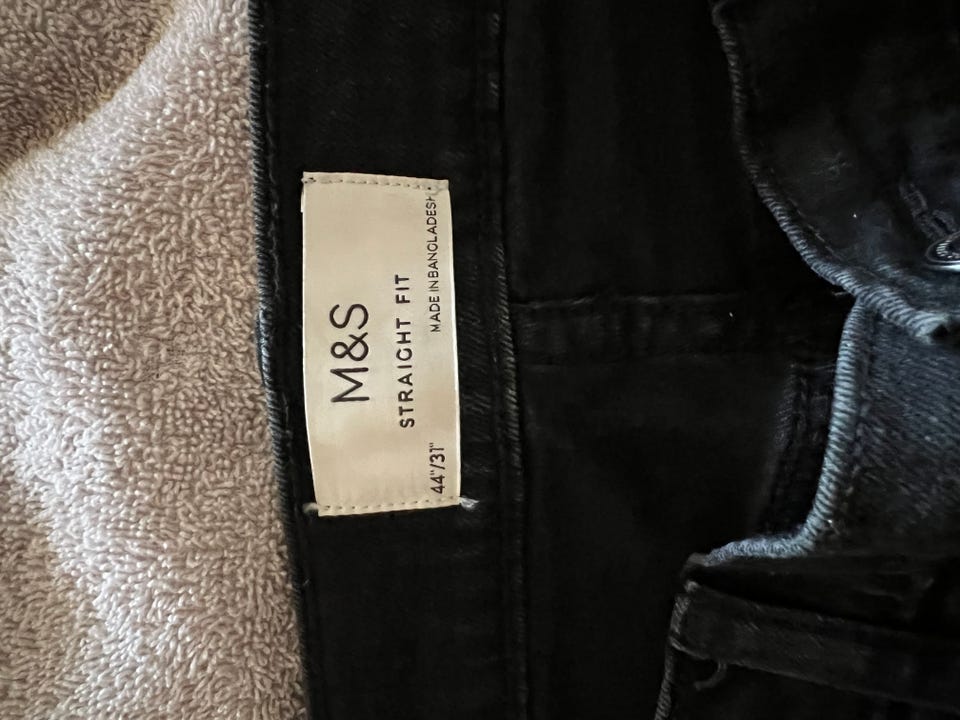 M&S
STRAIGHT FIT
44"/31" MADE IN BANGLADESH